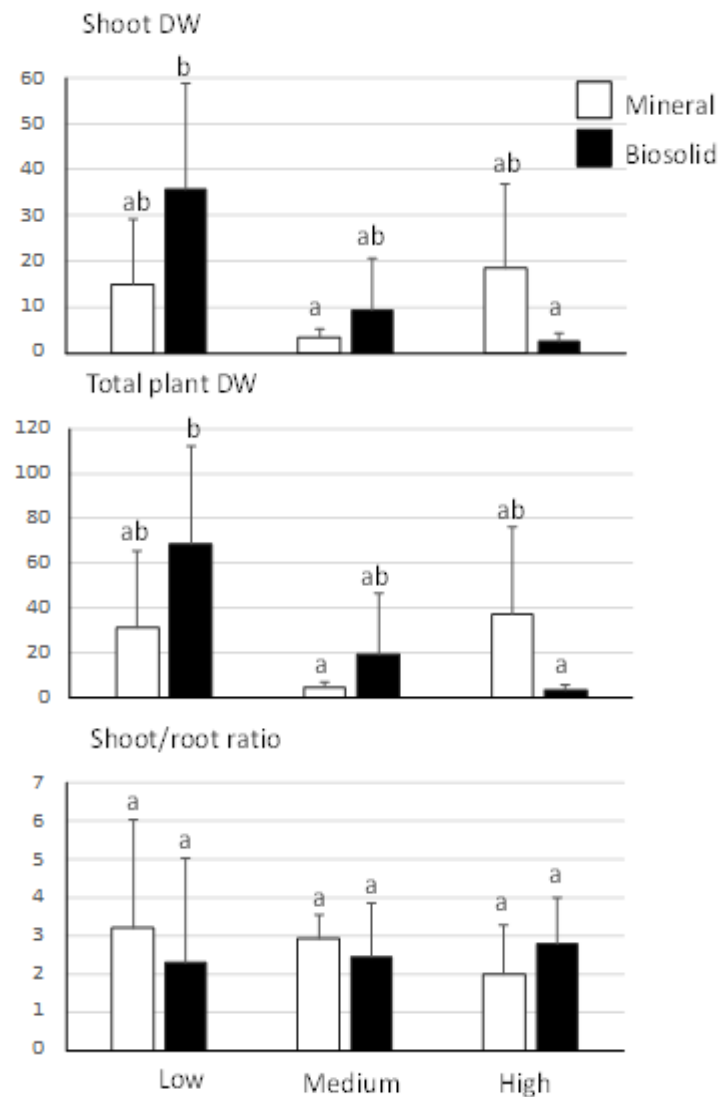 Shoot DW
60
50
40
30
20
10
0
b
ab
ab
a
ab
a
Mineral
Biosolid
Total plant DW
120
100
80
60
40
20
0
b
ab
ab
a
ab
a
Shoot/root ratio
7
6
5
4
3
2
1
0
a
a
a
a
a
a
Low Medium High